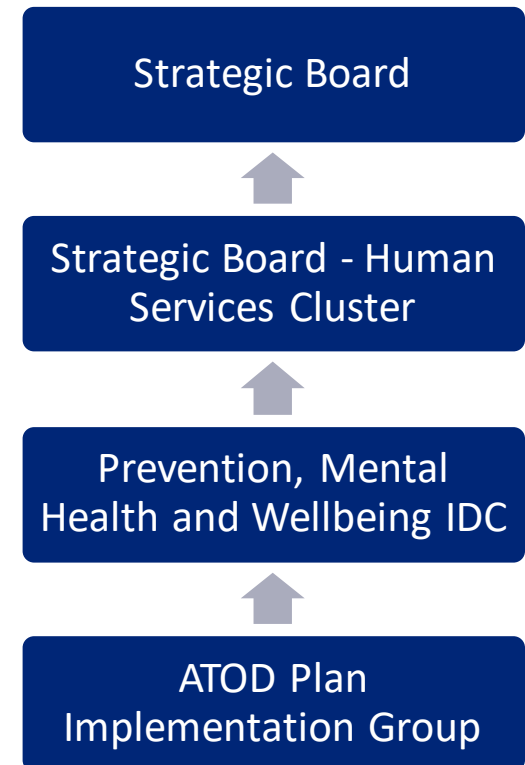 Strategic Board
Strategic Board - Human
Services Cluster
Prevention, Mental
Health and Wellbeing IDC
ATOD Plan
Implementation Group